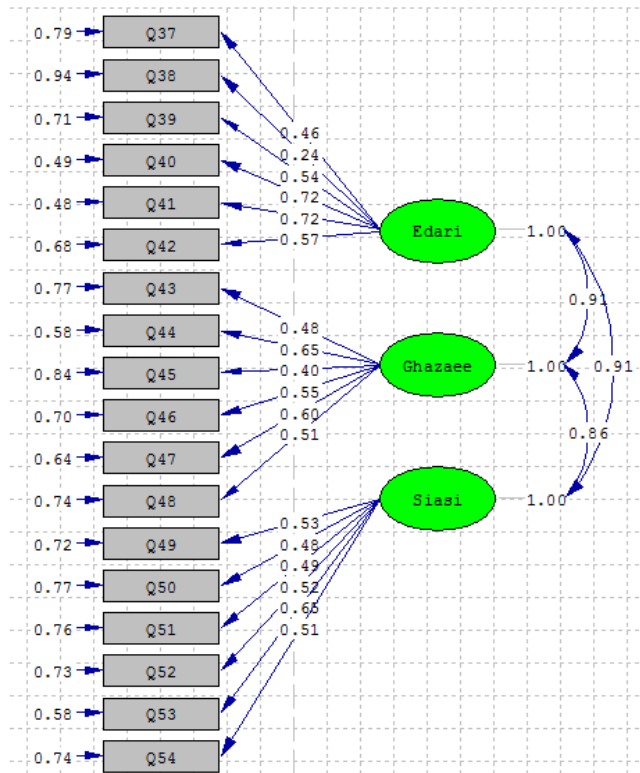 0.79 Q37
0.94 Q38
0.71 Q39
0.49 Q40
0.48 Q41
0.68 Q42
0.77 Q43
0.58 Q44
0.84 Q45
0.70 Q46
0.64 Q47
0.74 Q48
0.72 Q49
0.77 Q50
0.76 Q51
0.73 Q52
0.58 Q53
0.74 Q54
0.46
0.24
0.54
0.72
0.72
0.57
0.48
0.65
0.40
0.55
0.60
0.51
0.53
0.48
0.49
0.52
0.65
0.51
Edari 1.00
Ghazaee 1.00
Siasi 1.00
0.91
0.91
0.86